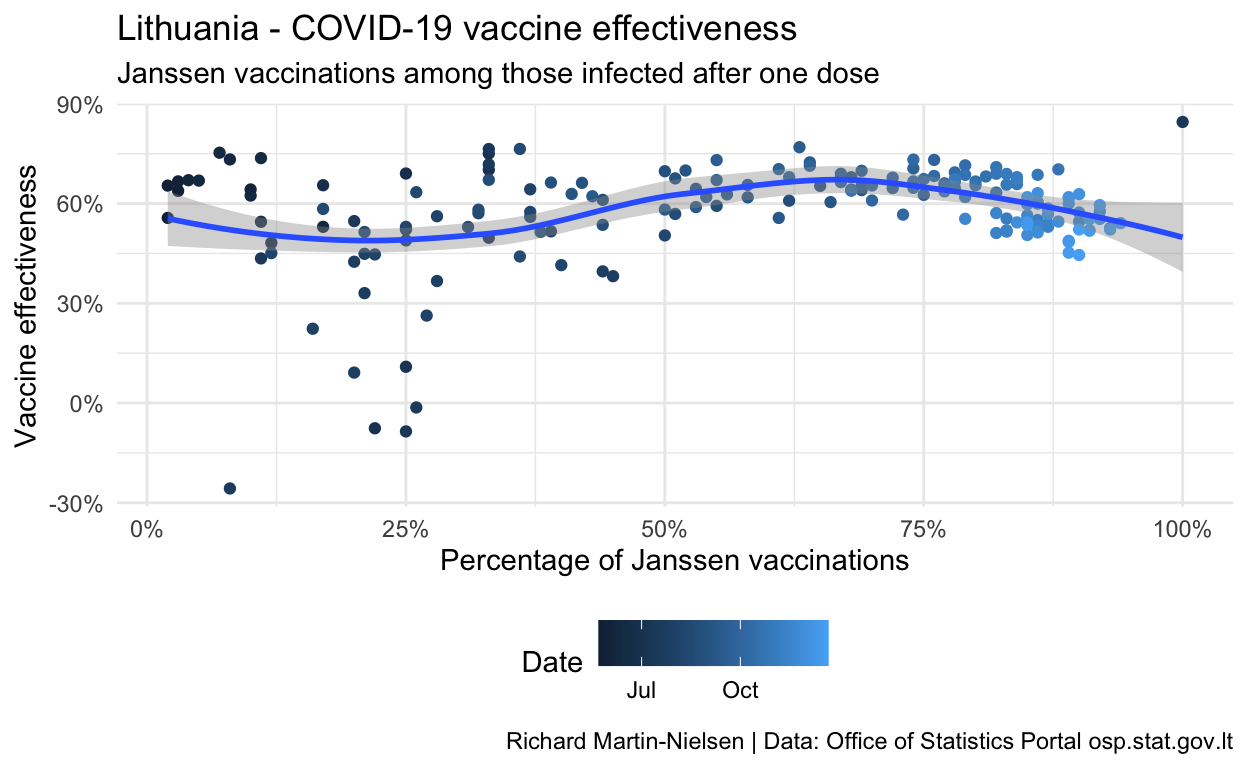 Lithuania - COVID-19 vaccine effectiveness
Janssen vaccinations among those infected after one dose
90%
60%
30%
0%
-30%
Vaccine effectiveness
0% 25% 50% 75% 100%
Percentage of Janssen vaccinations
Date
Jul Oct
Richard Martin-Nielsen | Data: Office of Statistics Portal osp.stat.gov.lt